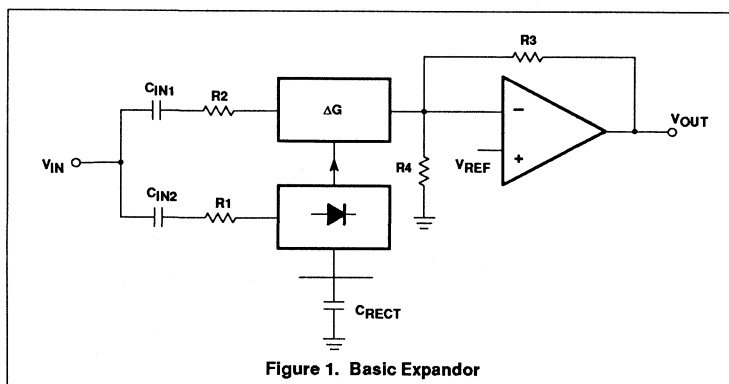 R3
CIN1
R2
ΔG
−
VOUT
VIN
R4
VREF
+
CIN2
R1
CRECT
Figure 1. Basic Expandor